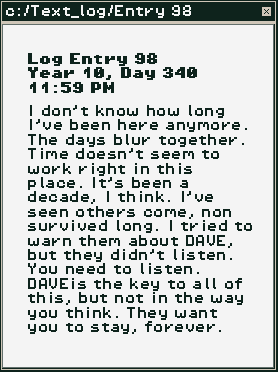 c:/Text_log/Entry 98
Log Entry 98
Year 10, Day 340
11:59 PM
I don't know how long
I've been here anymore.
The days blur together.
Time doesn't seem to
work right in this
place. It's been a
decade, I think. I've
seen others come, non
survived long. I tried to
warn them about DAVE,
but they didn't listen.
You need to listen.
DAVEis the key to all of
this, but not in the way
you think. They want
you to stay, forever.